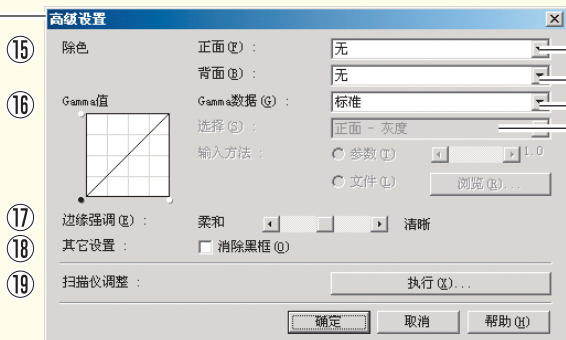 高级设置
⑮ 除色 正面(F) : 无
背面(B) : 无
⑯ Gamma值 Gamma数据(G) : 标准
选择(S) : 正面 - 灰度
输入方法 : 参数(T) 1.0
文件(L) 浏览(R)...
⑰ 边缘强调(E) : 柔和 清晰
⑱ 其它设置 : 消除黑框(O)
⑲ 扫描仪调整 : 执行(X)...
确定 取消 帮助(H)